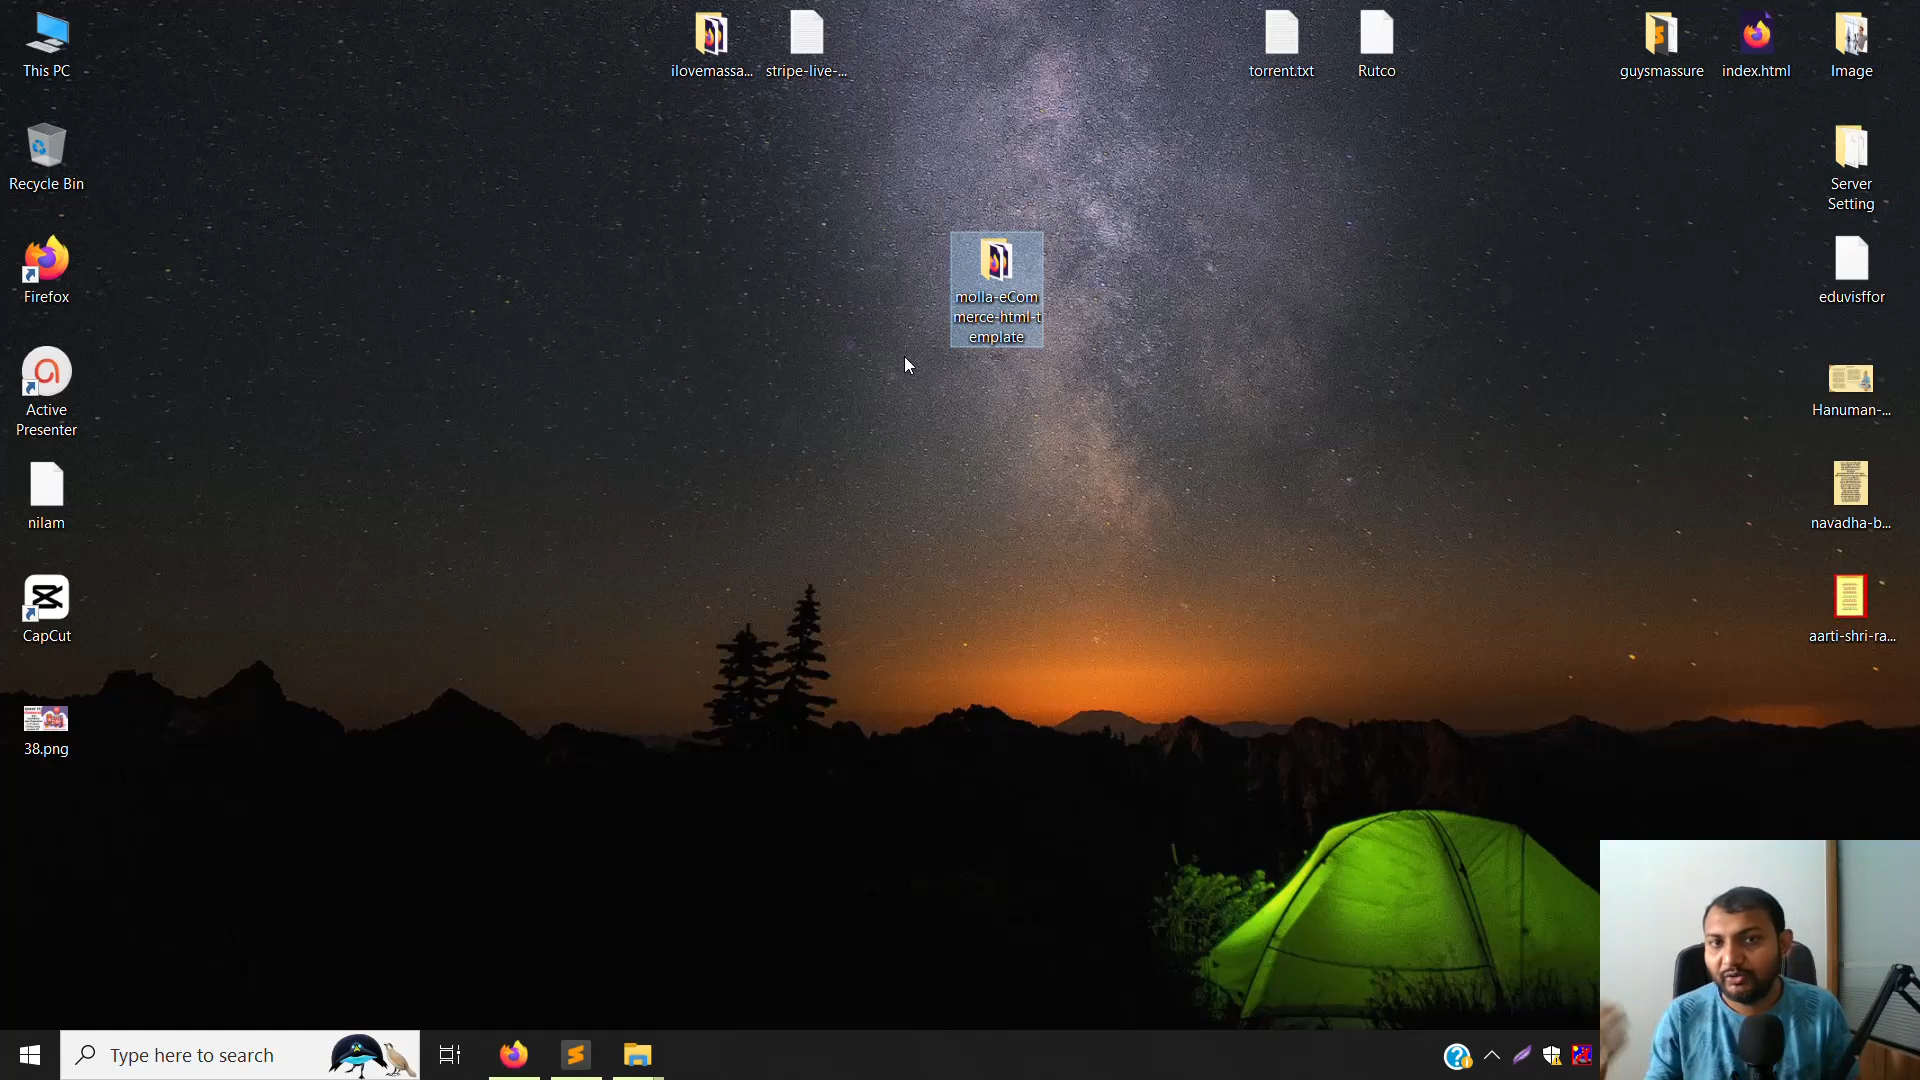 This PC
ilovemassa...
stripe-live-...
torrent.txt
Rutco
guysmassure
index.html
Image
Recycle Bin
Server
Setting
Firefox
molla-eCom
merce-html-t
emplate
eduvisffor
Active
Presenter
Hanuman-...
nilam
navadha-b...
CapCut
aarti-shri-ra...
38.png
Type here to search